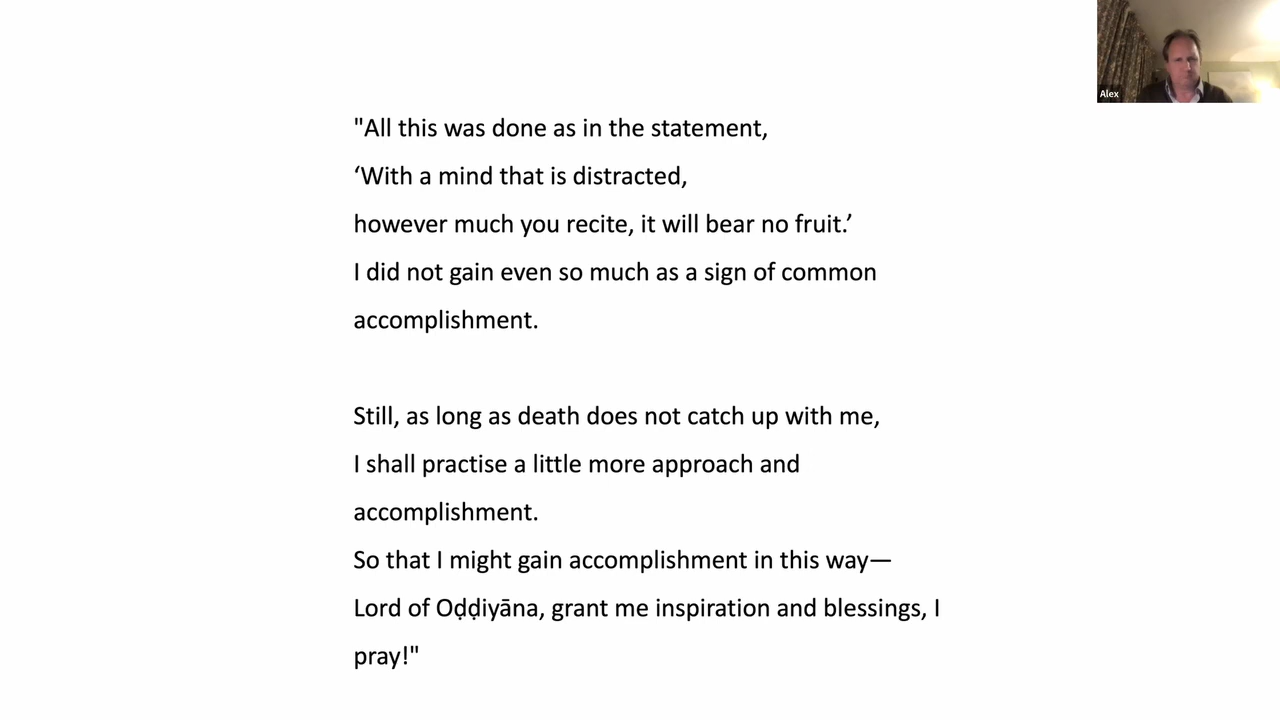 "All this was done as in the statement,
‘With a mind that is distracted,
however much you recite, it will bear no fruit.’
I did not gain even so much as a sign of common
accomplishment.
Still, as long as death does not catch up with me,
I shall practise a little more approach and
accomplishment.
So that I might gain accomplishment in this way—
Lord of Oḍḍiyāna, grant me inspiration and blessings, I
pray!"
Alex